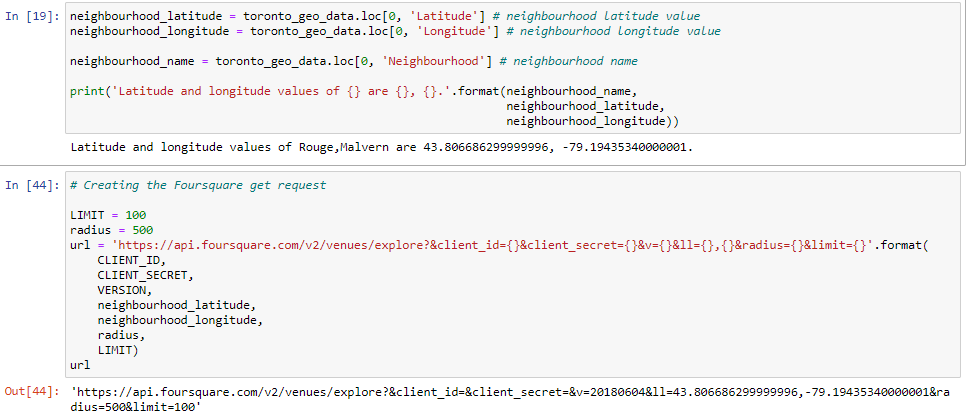 In [19]: neighbourhood_latitude = toronto_geo_data.loc[0, 'Latitude'] # neighbourhood latitude value
neighbourhood_longitude = toronto_geo_data.loc[0, 'Longitude'] # neighbourhood longitude value
neighbourhood_name = toronto_geo_data.loc[0, 'Neighbourhood'] # neighbourhood name
print('Latitude and longitude values of {} are {}, {}.'.format(neighbourhood_name,
neighbourhood_latitude,
neighbourhood_longitude))
Latitude and longitude values of Rouge,Malvern are 43.806686299999996, -79.19435340000001.
In [44]: # Creating the Foursquare get request
LIMIT = 100
radius = 500
url = 'https://api.foursquare.com/v2/venues/explore?&client_id={}&client_secret={}&v={}&ll={},{}&radius={}&limit={}'.format(
CLIENT_ID,
CLIENT_SECRET,
VERSION,
neighbourhood_latitude,
neighbourhood_longitude,
radius,
LIMIT)
url
Out[44]: 'https://api.foursquare.com/v2/venues/explore?&client_id=&client_secret=&v=20180604&ll=43.806686299999996,-79.19435340000001&ra
dius=500&limit=100'